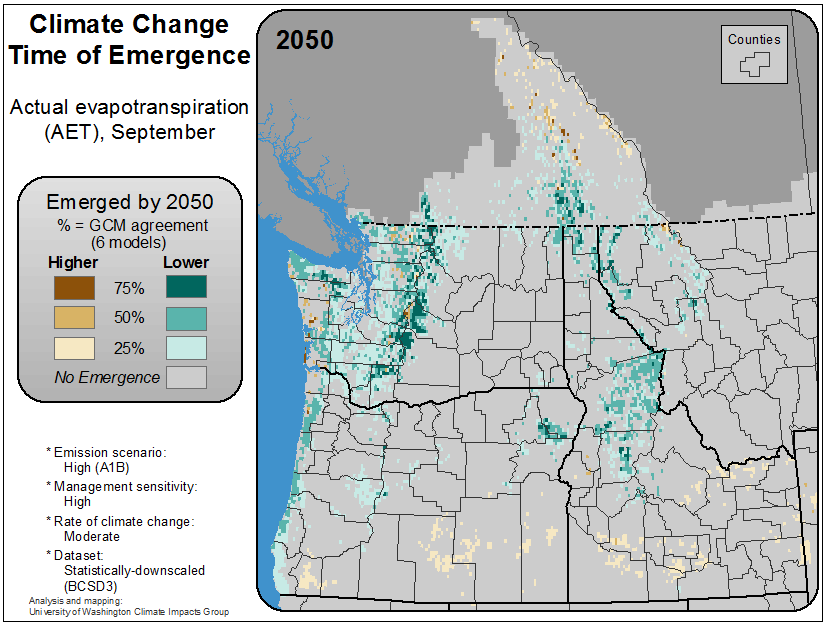 Climate Change
Time of Emergence
Actual evapotranspiration
(AET), September
Emerged by 2050
% = GCM agreement
(6 models)
Higher Lower
75%
50%
25%
No Emergence
* Emission scenario:
High (A1B)
* Management sensitivity:
High
* Rate of climate change:
Moderate
* Dataset:
Statistically-downscaled
(BCSD3)
Analysis and mapping:
University of Washington Climate Impacts Group
2050
Counties